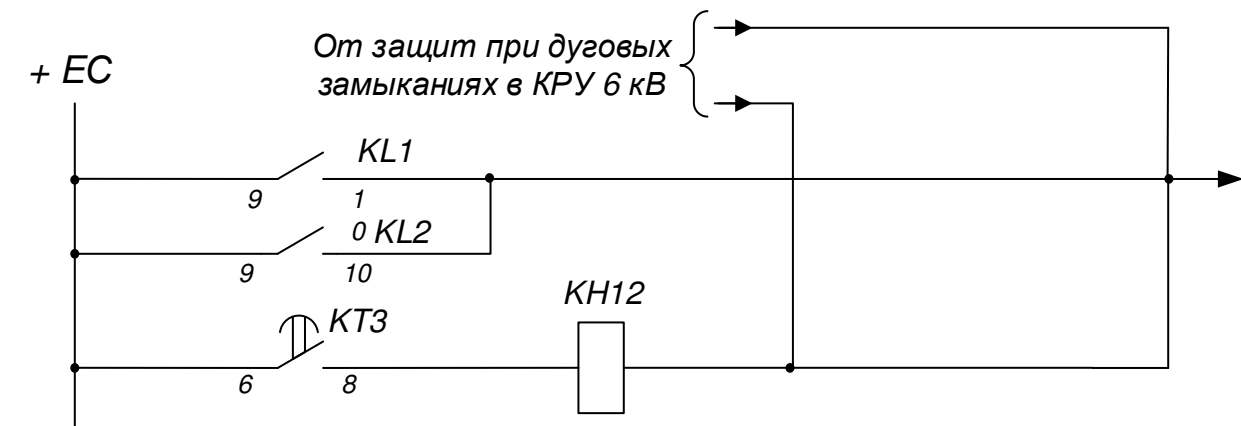 От защит при дуговых
замыканиях в КРУ 6 кВ
+ EC
KL1
9
1
0 KL2
9
10
KH12
KT3
6
8